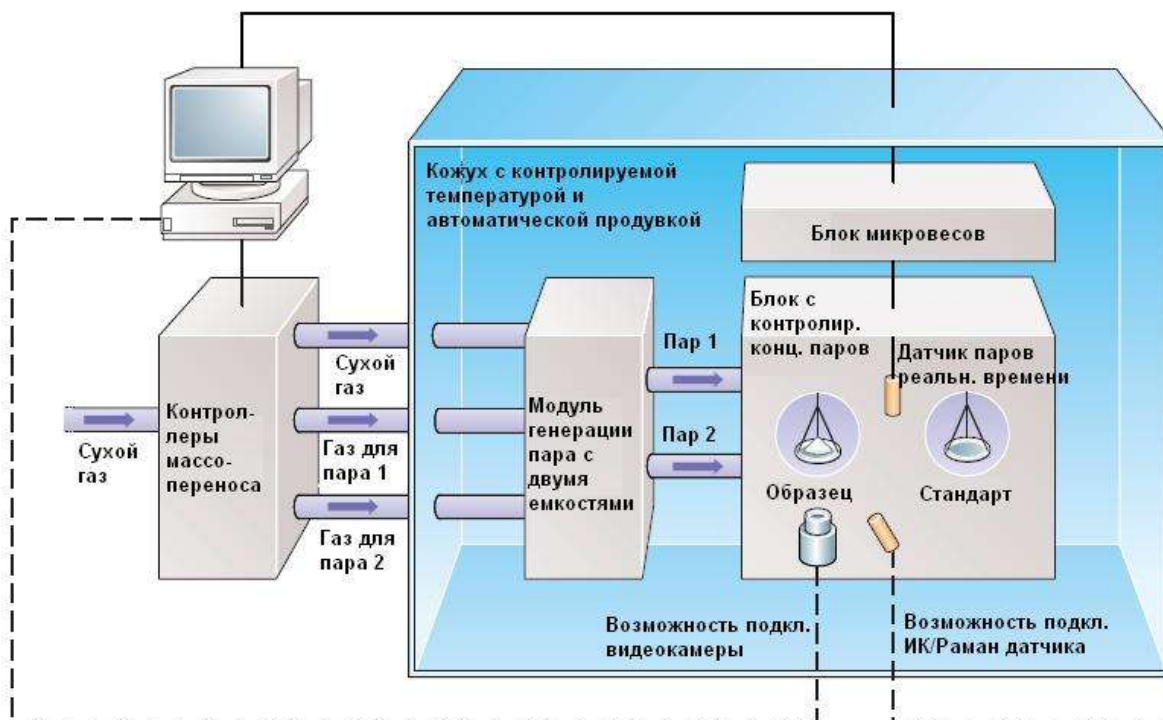 Кожух с контролируемой
температурой и
автоматической продувкой
Блок микровесов
Блок с
контролир.
конц. паров
Датчик паров
реальн. времени
Пар 1
Пар 2
Сухой
газ
Контрол-
леры
массо-
переноса
Сухой
газ
Газ для
пара 1
Газ для
пара 2
Модуль
генерации
пара с
двумя
емкостями
Образец
Стандарт
Возможность подкл.
видеокамеры
Возможность подкл.
ИК/Раман датчика